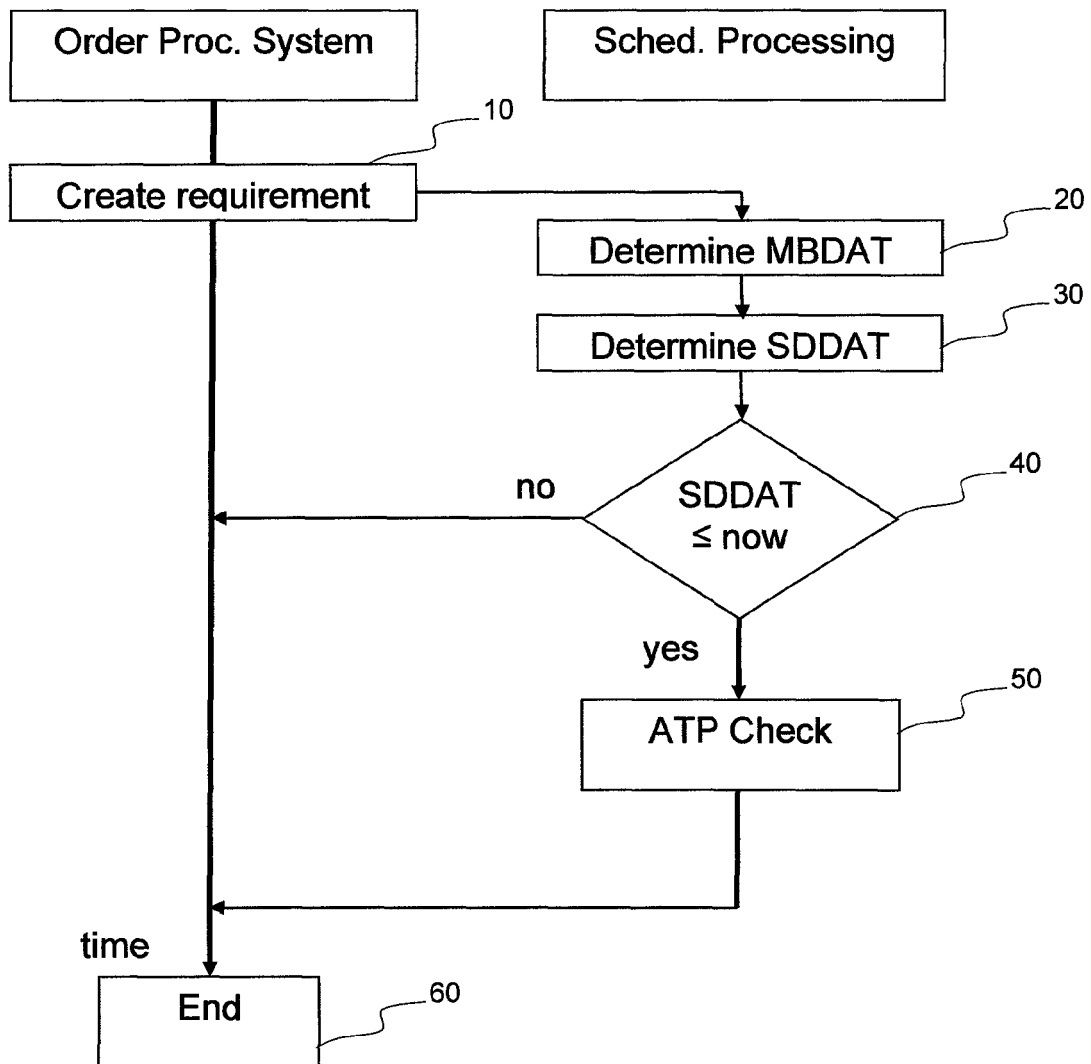 Order Proc. System
Sched. Processing
10
Create requirement
20
Determine MBDAT
30
Determine SDDAT
40
no
SDDAT
≤ now
yes
50
ATP Check
time
60
End